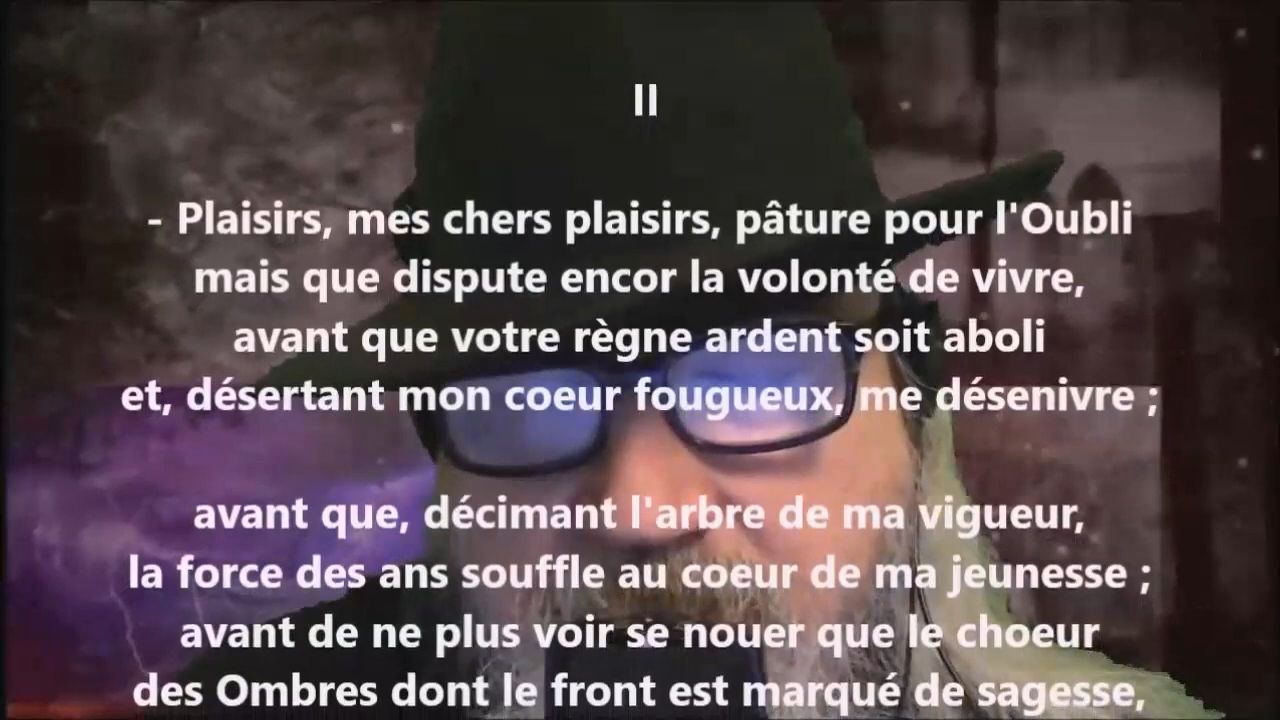 II
- Plaisirs, mes chers plaisirs, pâture pour l'Oubli
mais que dispute encor la volonté de vivre,
avant que votre règne ardent soit aboli
et, désertant mon coeur fougueux, me désenivre ;
avant que, décimant l'arbre de ma vigueur,
la force des ans souffle au coeur de ma jeunesse ;
avant de ne plus voir se nouer que le choeur
des Ombres dont le front est marqué de sagesse,